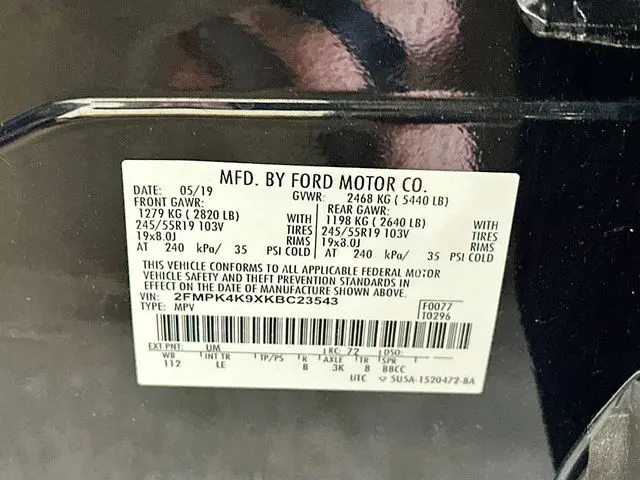 MFD. BY FORD MOTOR CO.
DATE: 05/19 GVWR: 2468 KG ( 5440 LB)
FRONT GAWR: REAR GAWR:
1279 KG ( 2820 LB) WITH 1198 KG ( 2640 LB) WITH
245/55R19 103V TIRES 245/55R19 103V TIRES
19x8.0J RIMS 19x8.0J RIMS
AT 240 kPa/ 35 PSI COLD AT 240 kPa/ 35 PSI COLD
THIS VEHICLE CONFORMS TO ALL APPLICABLE FEDERAL MOTOR
VEHICLE SAFETY AND THEFT PREVENTION STANDARDS IN
EFFECT ON THE DATE OF MANUFACTURE SHOWN ABOVE.
VIN: 2FMPK4K9XKBC23543 F0077
TYPE: MPV T0296
EXT PNT: UM RC: 72 DSO:
WB INT TR TP/PS R AXLE TR SPR
112 LE B 3K 8 BBCC
UTC 5U5A-1520472-BA